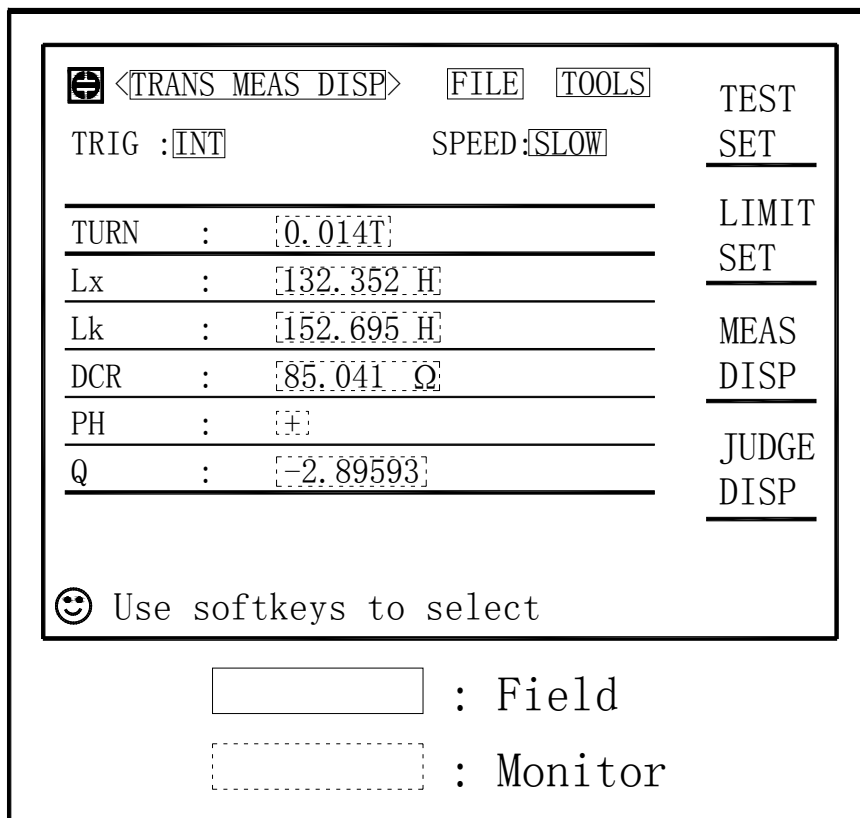 <TRANS MEAS DISP> FILE TOOLS
TRIG :INT SPEED:SLOW
TURN : 0.014T
Lx : 132.352 H
Lk : 152.695 H
DCR : 85.041 Ω
PH : +
Q : -2.89593
Use softkeys to select
TEST
SET
LIMIT
SET
MEAS
DISP
JUDGE
DISP
: Field
: Monitor